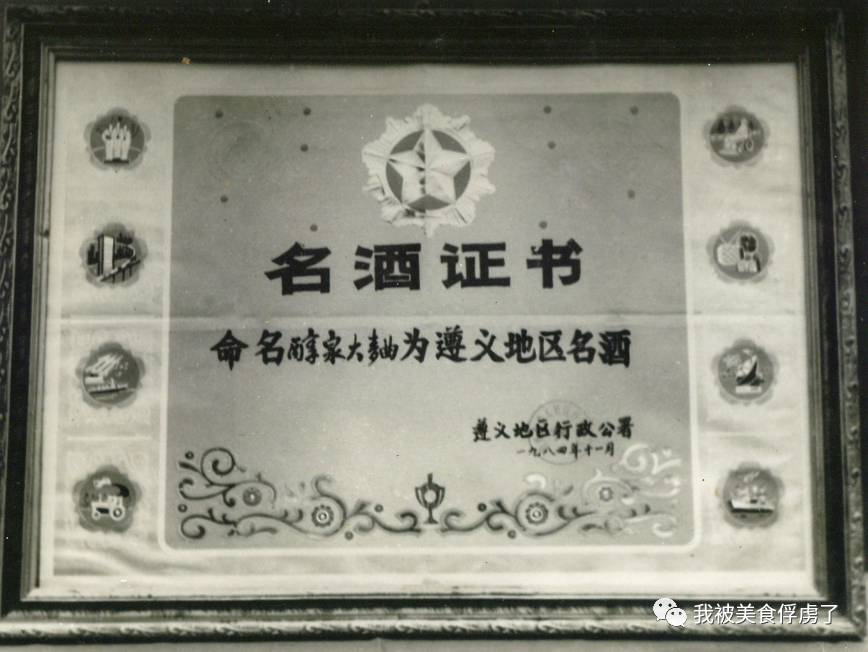 名酒证书
命名醇家大麯为遵义地区名酒
遵义地区行政公署
一九八四年十一月
我被美食俘虏了